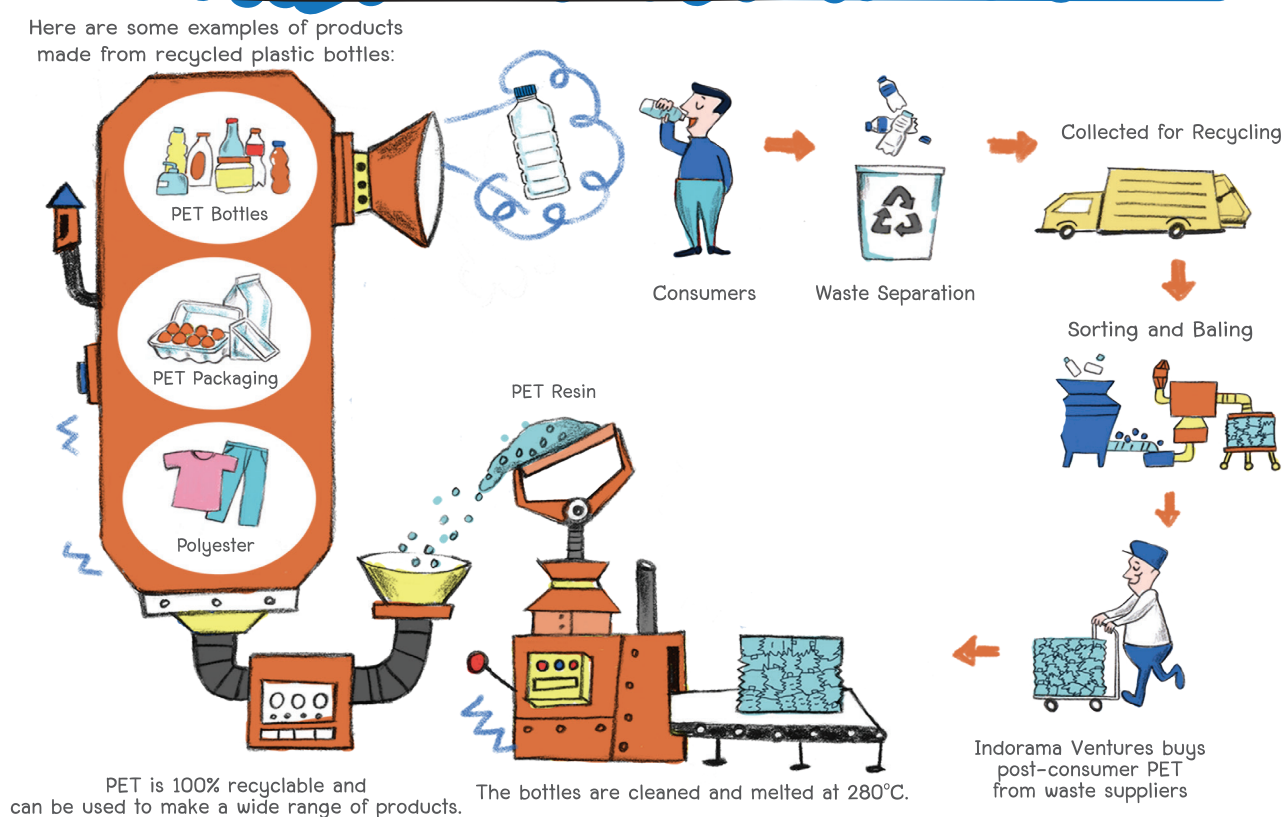 Here are some examples of products
made from recycled plastic bottles:
PET Bottles
PET Packaging
Polyester
Consumers
Waste Separation
Collected for Recycling
Sorting and Baling
Indorama Ventures buys
post-consumer PET
from waste suppliers
PET Resin
The bottles are cleaned and melted at 280°C.
PET is 100% recyclable and
can be used to make a wide range of products.